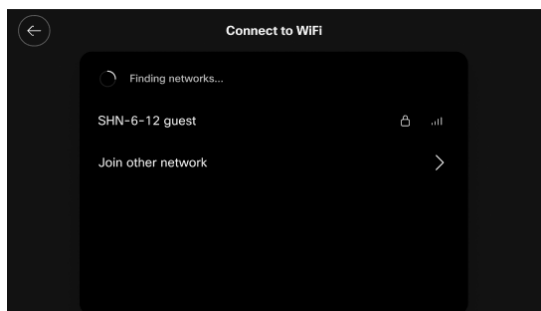 Connect to WiFi
Finding networks...
SHN-6-12 guest
Join other network